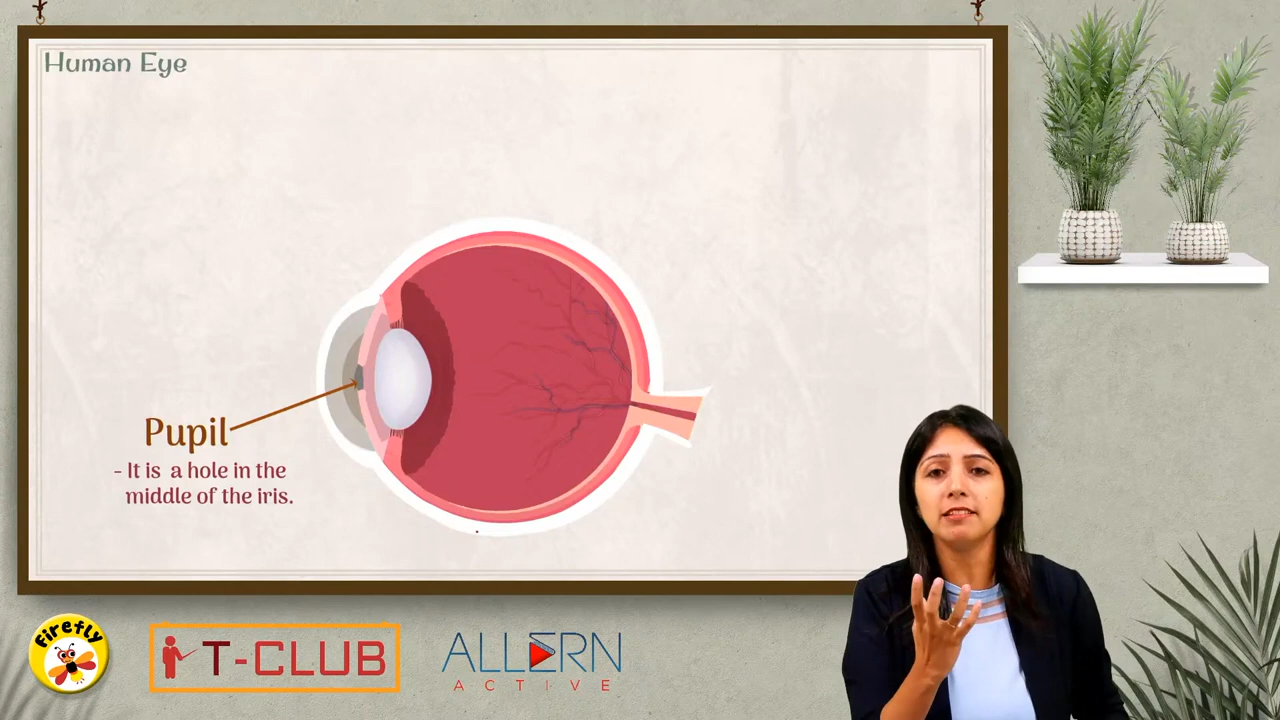 Human Eye
Pupil
- It is a hole in the
middle of the iris.
Firefly
T-CLUB
ALLERN
ACTIVE